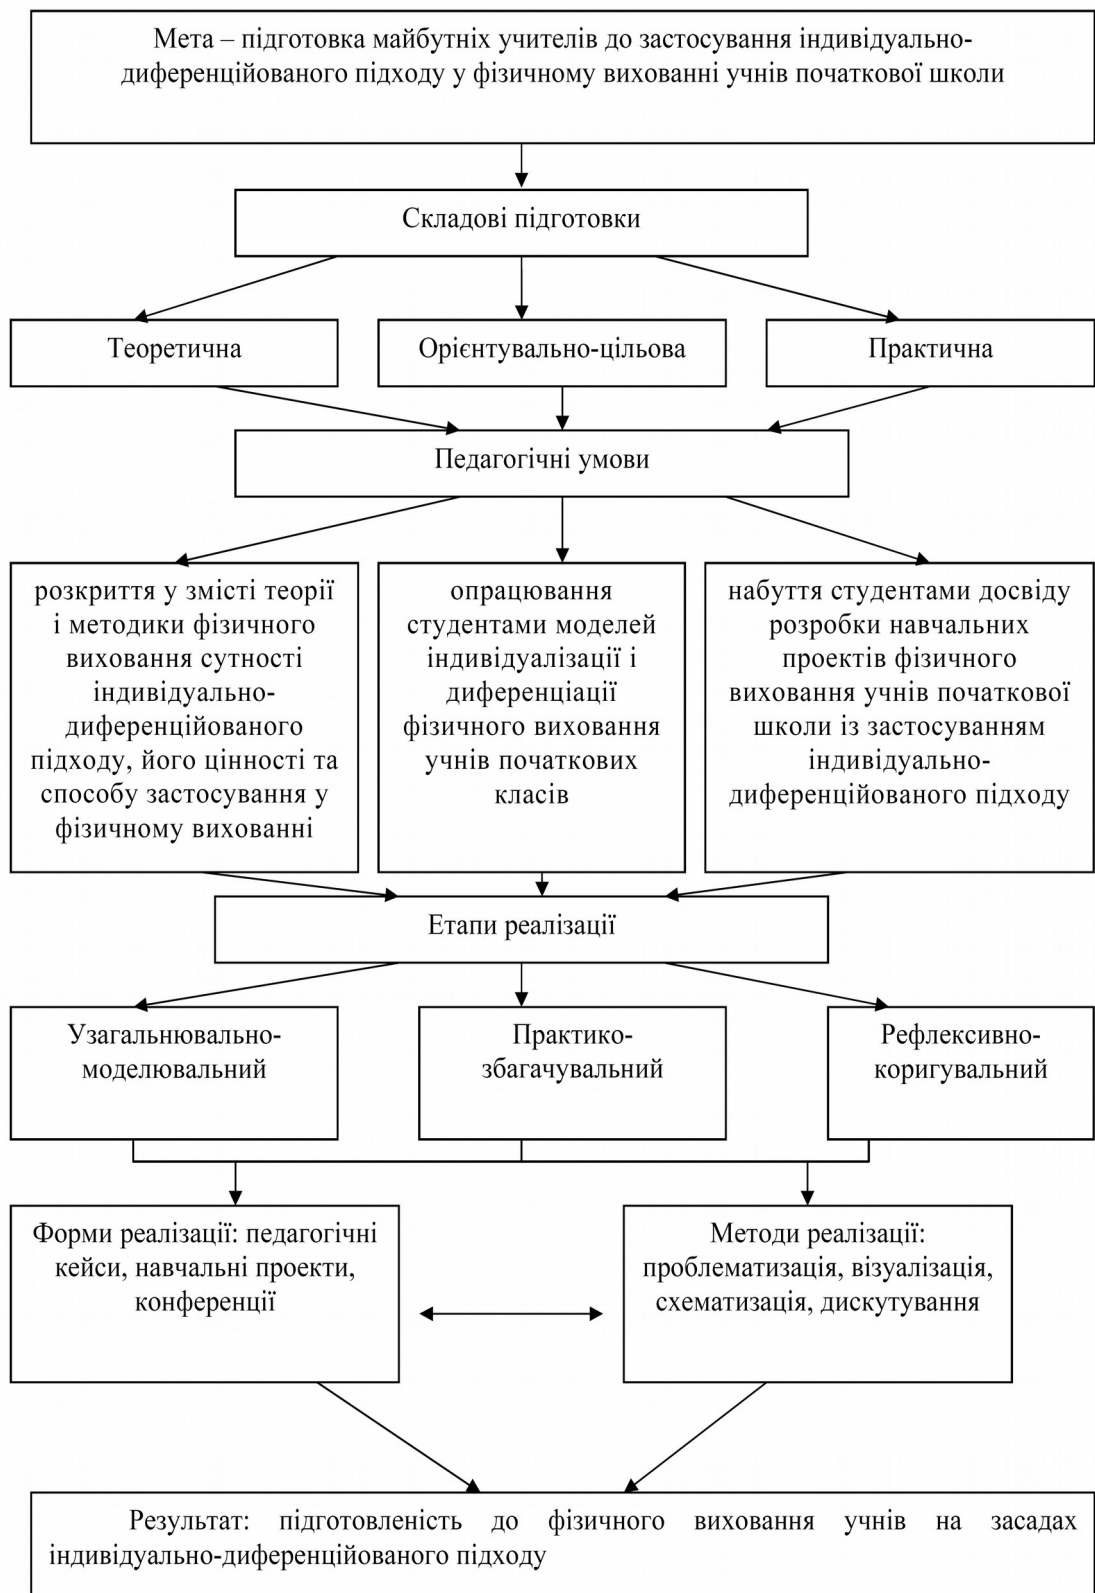 Мета – підготовка майбутніх учителів до застосування індивідуально-
диференційованого підходу у фізичному вихованні учнів початкової школи
Складові підготовки
Теоретична
Орієнтувально-цільова
Практична
Педагогічні умови
розкриття у змісті теорії
і методики фізичного
виховання сутності
індивідуально-
диференційованого
підходу, його цінності та
способу застосування у
фізичному вихованні
опрацювання
студентами моделей
індивідуалізації і
диференціації
фізичного виховання
учнів початкових
класів
набуття студентами досвіду
розробки навчальних
проектів фізичного
виховання учнів початкової
школи із застосуванням
індивідуально-
диференційованого підходу
Етапи реалізації
Узагальнювально-
моделювальний
Практико-
збагачувальний
Рефлексивно-
коригувальний
Форми реалізації: педагогічні
кейси, навчальні проекти,
конференції
Методи реалізації:
проблематизація, візуалізація,
схематизація, дискутування
Результат: підготовленість до фізичного виховання учнів на засадах
індивідуально-диференційованого підходу